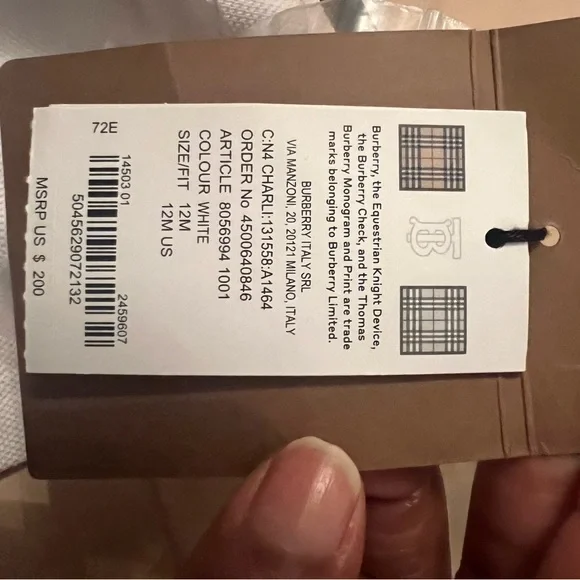 Burberry, the Equestrian Knight Device,
the Burberry Check, and the Thomas
Burberry Monogram and Print are trade
marks belonging to Burberry Limited.
BURBERRY ITALY SRL
VIA MANZONI, 20, 20121 MILANO, ITALY
C:N4 CHARLI:131558:A1464
ORDER No 4500640846
ARTICLE 8056994 1001
COLOUR WHITE
SIZE/FIT 12M
12M US
14503 01 2459607
5045629072132
72E
MSRP US $ 200